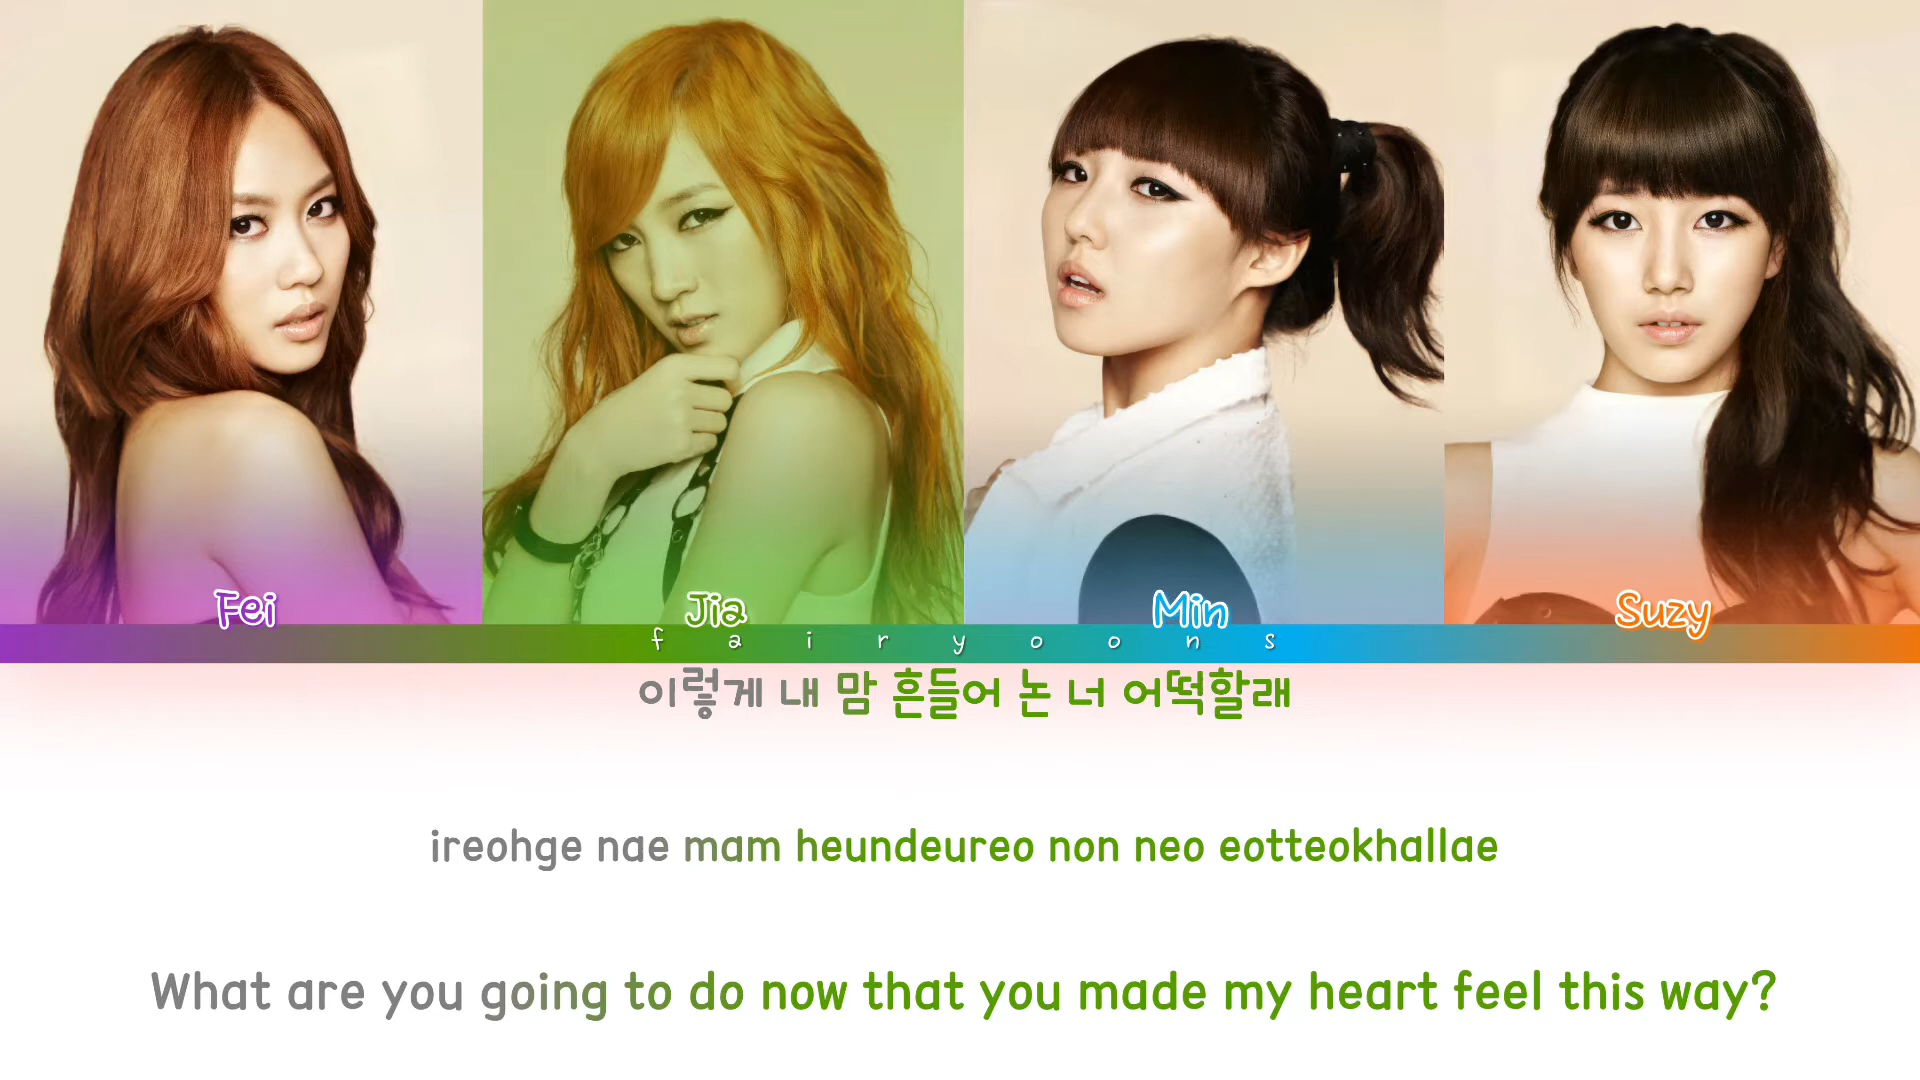 Fei
Jia
Min
Suzy
fairyoons
이렇게 내 맘 흔들어 논 너 어떡할래
ireohge nae mam heundeureo non neo eotteokhallae
What are you going to do now that you made my heart feel this way?